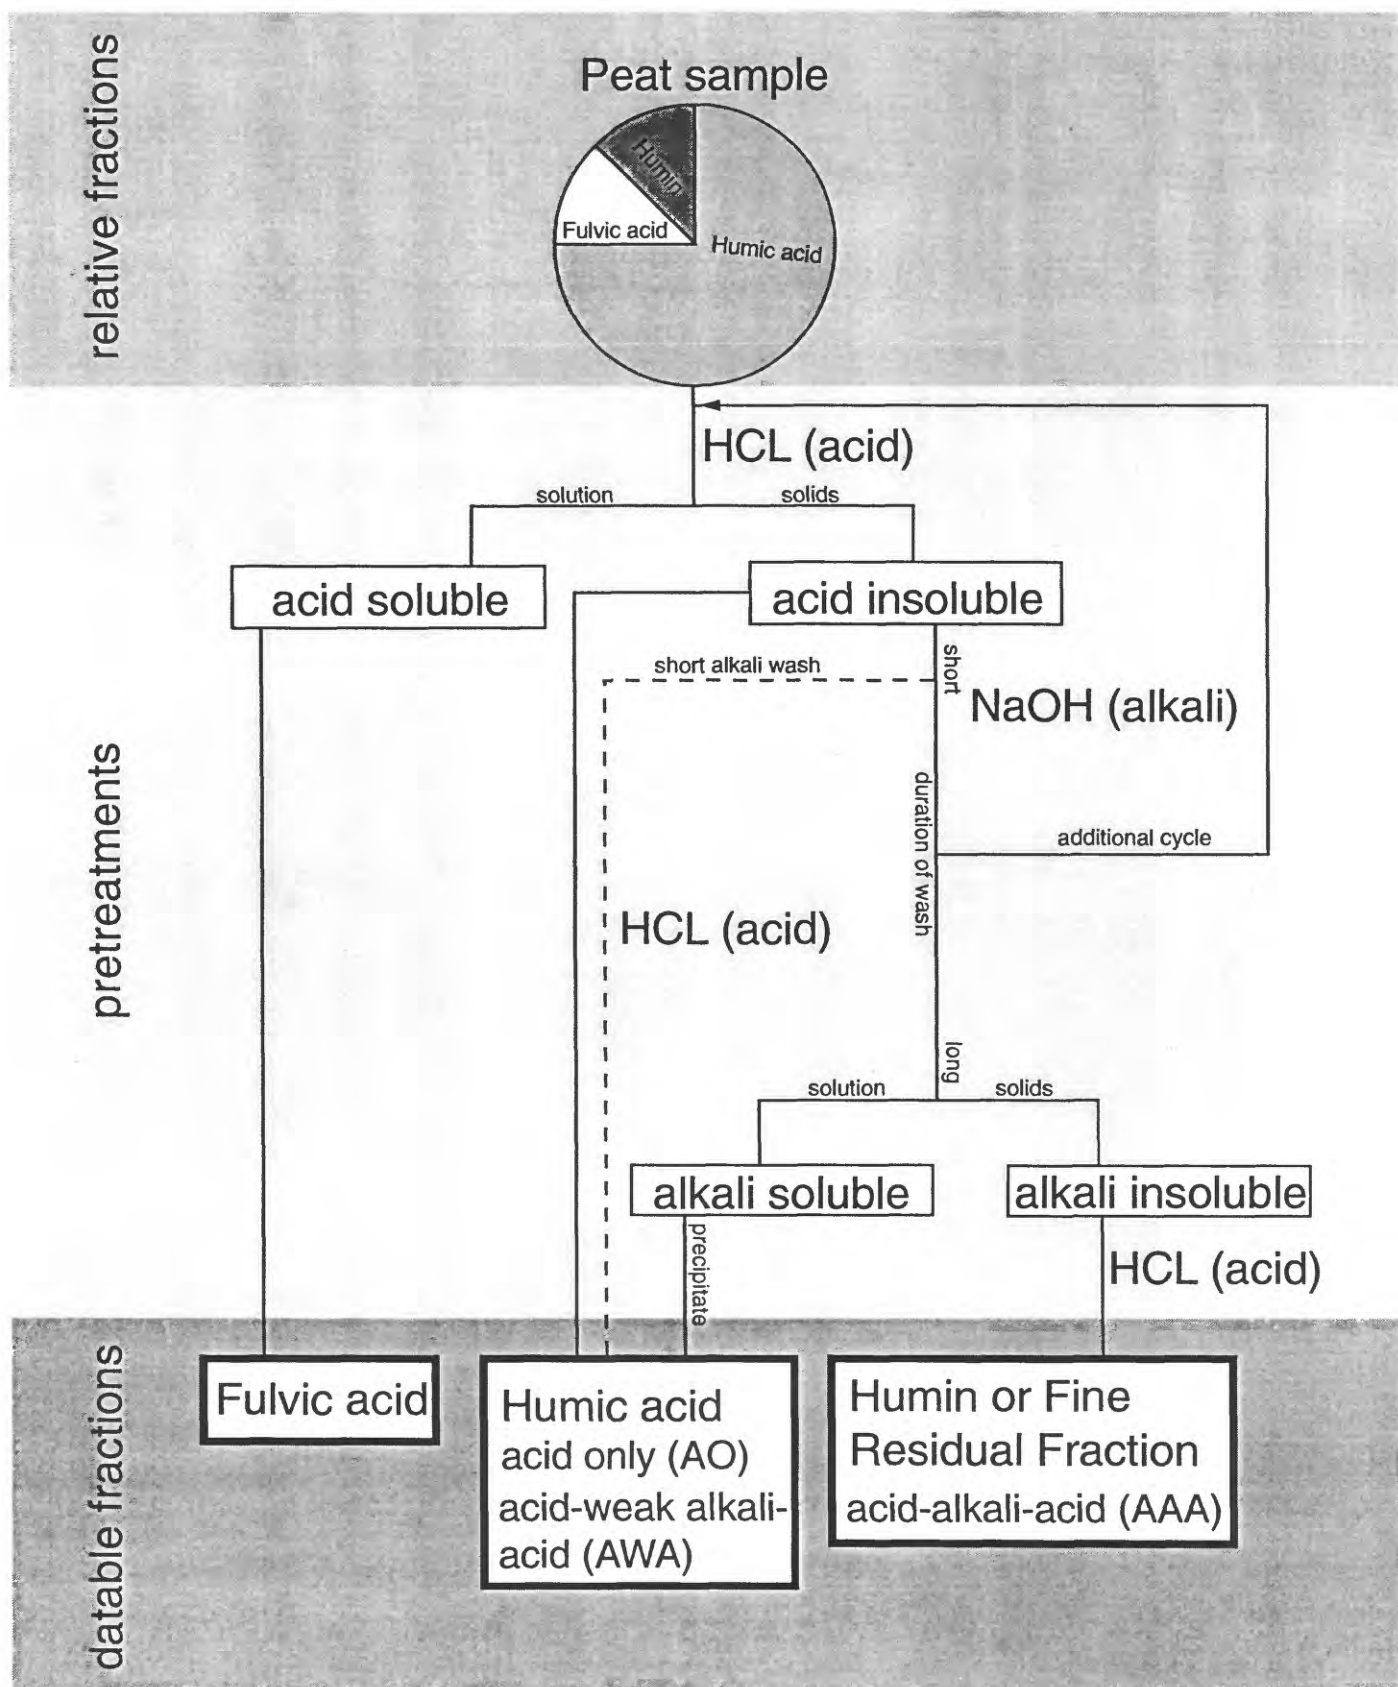 relative fractions
Peat sample
Humin
Fulvic acid
Humic acid
HCL (acid)
solution
solids
acid soluble
acid insoluble
short alkali wash
short
NaOH (alkali)
pretreatments
duration of wash
additional cycle
HCL (acid)
long
solution
solids
alkali soluble
alkali insoluble
precipitate
HCL (acid)
datable fractions
Fulvic acid
Humic acid
acid only (AO)
acid-weak alkali-
acid (AWA)
Humin or Fine
Residual Fraction
acid-alkali-acid (AAA)